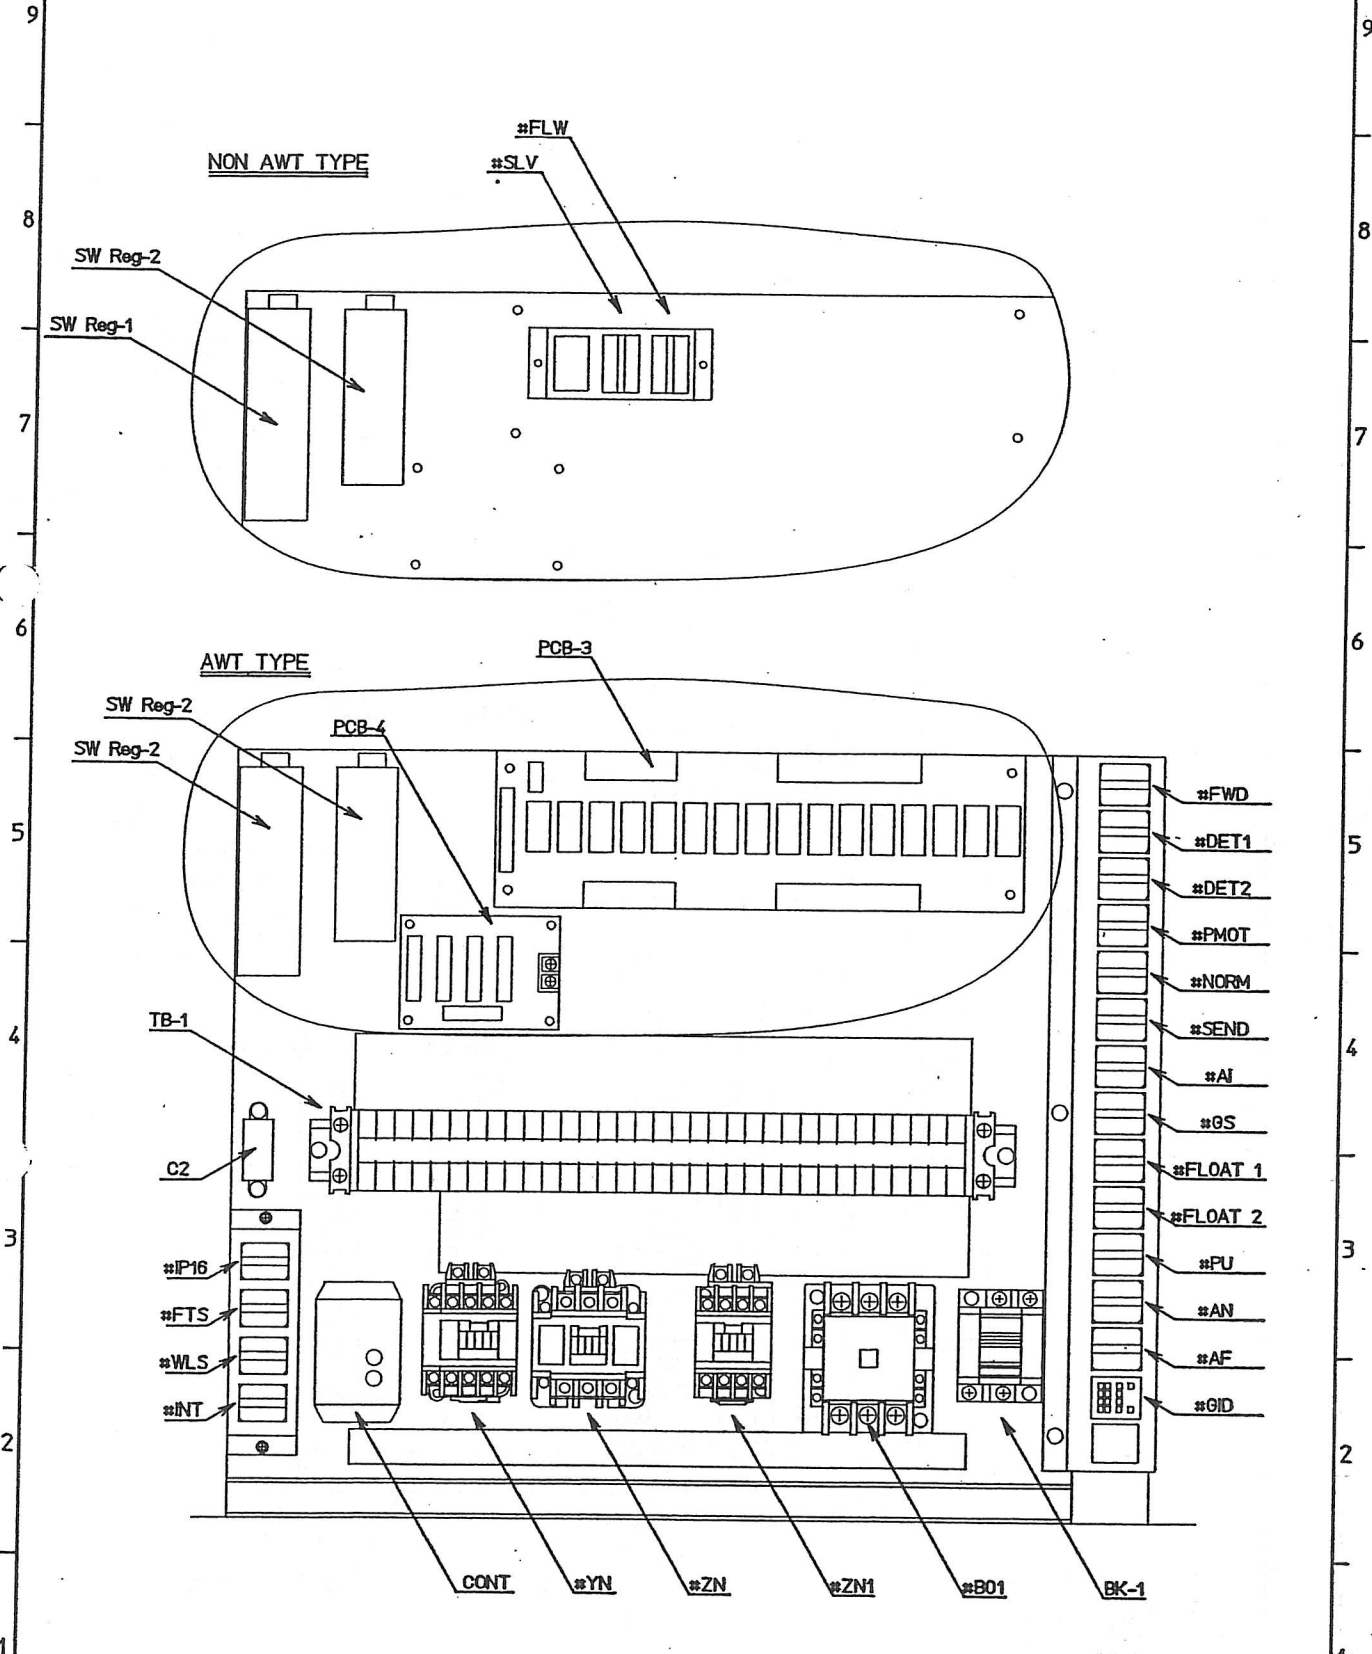 9
9
#FLW
NON AWT TYPE
#SLV
8
8
SW Reg-2
SW Reg-1
7
7
6
6
PCB-3
AWT TYPE
SW Reg-2
PCB-4
SW Reg-2
#FWD
5
5
#DET1
#DET2
#PMOT
#NORM
TB-1
#SEND
4
4
#AI
#GS
C2
#FLOAT 1
#FLOAT 2
3
3
#IP16
#PU
#FTS
#AN
#WLS
#AF
#INT
#GID
2
2
CONT
#YN
#ZN
#ZN1
#B01
BK-1
1